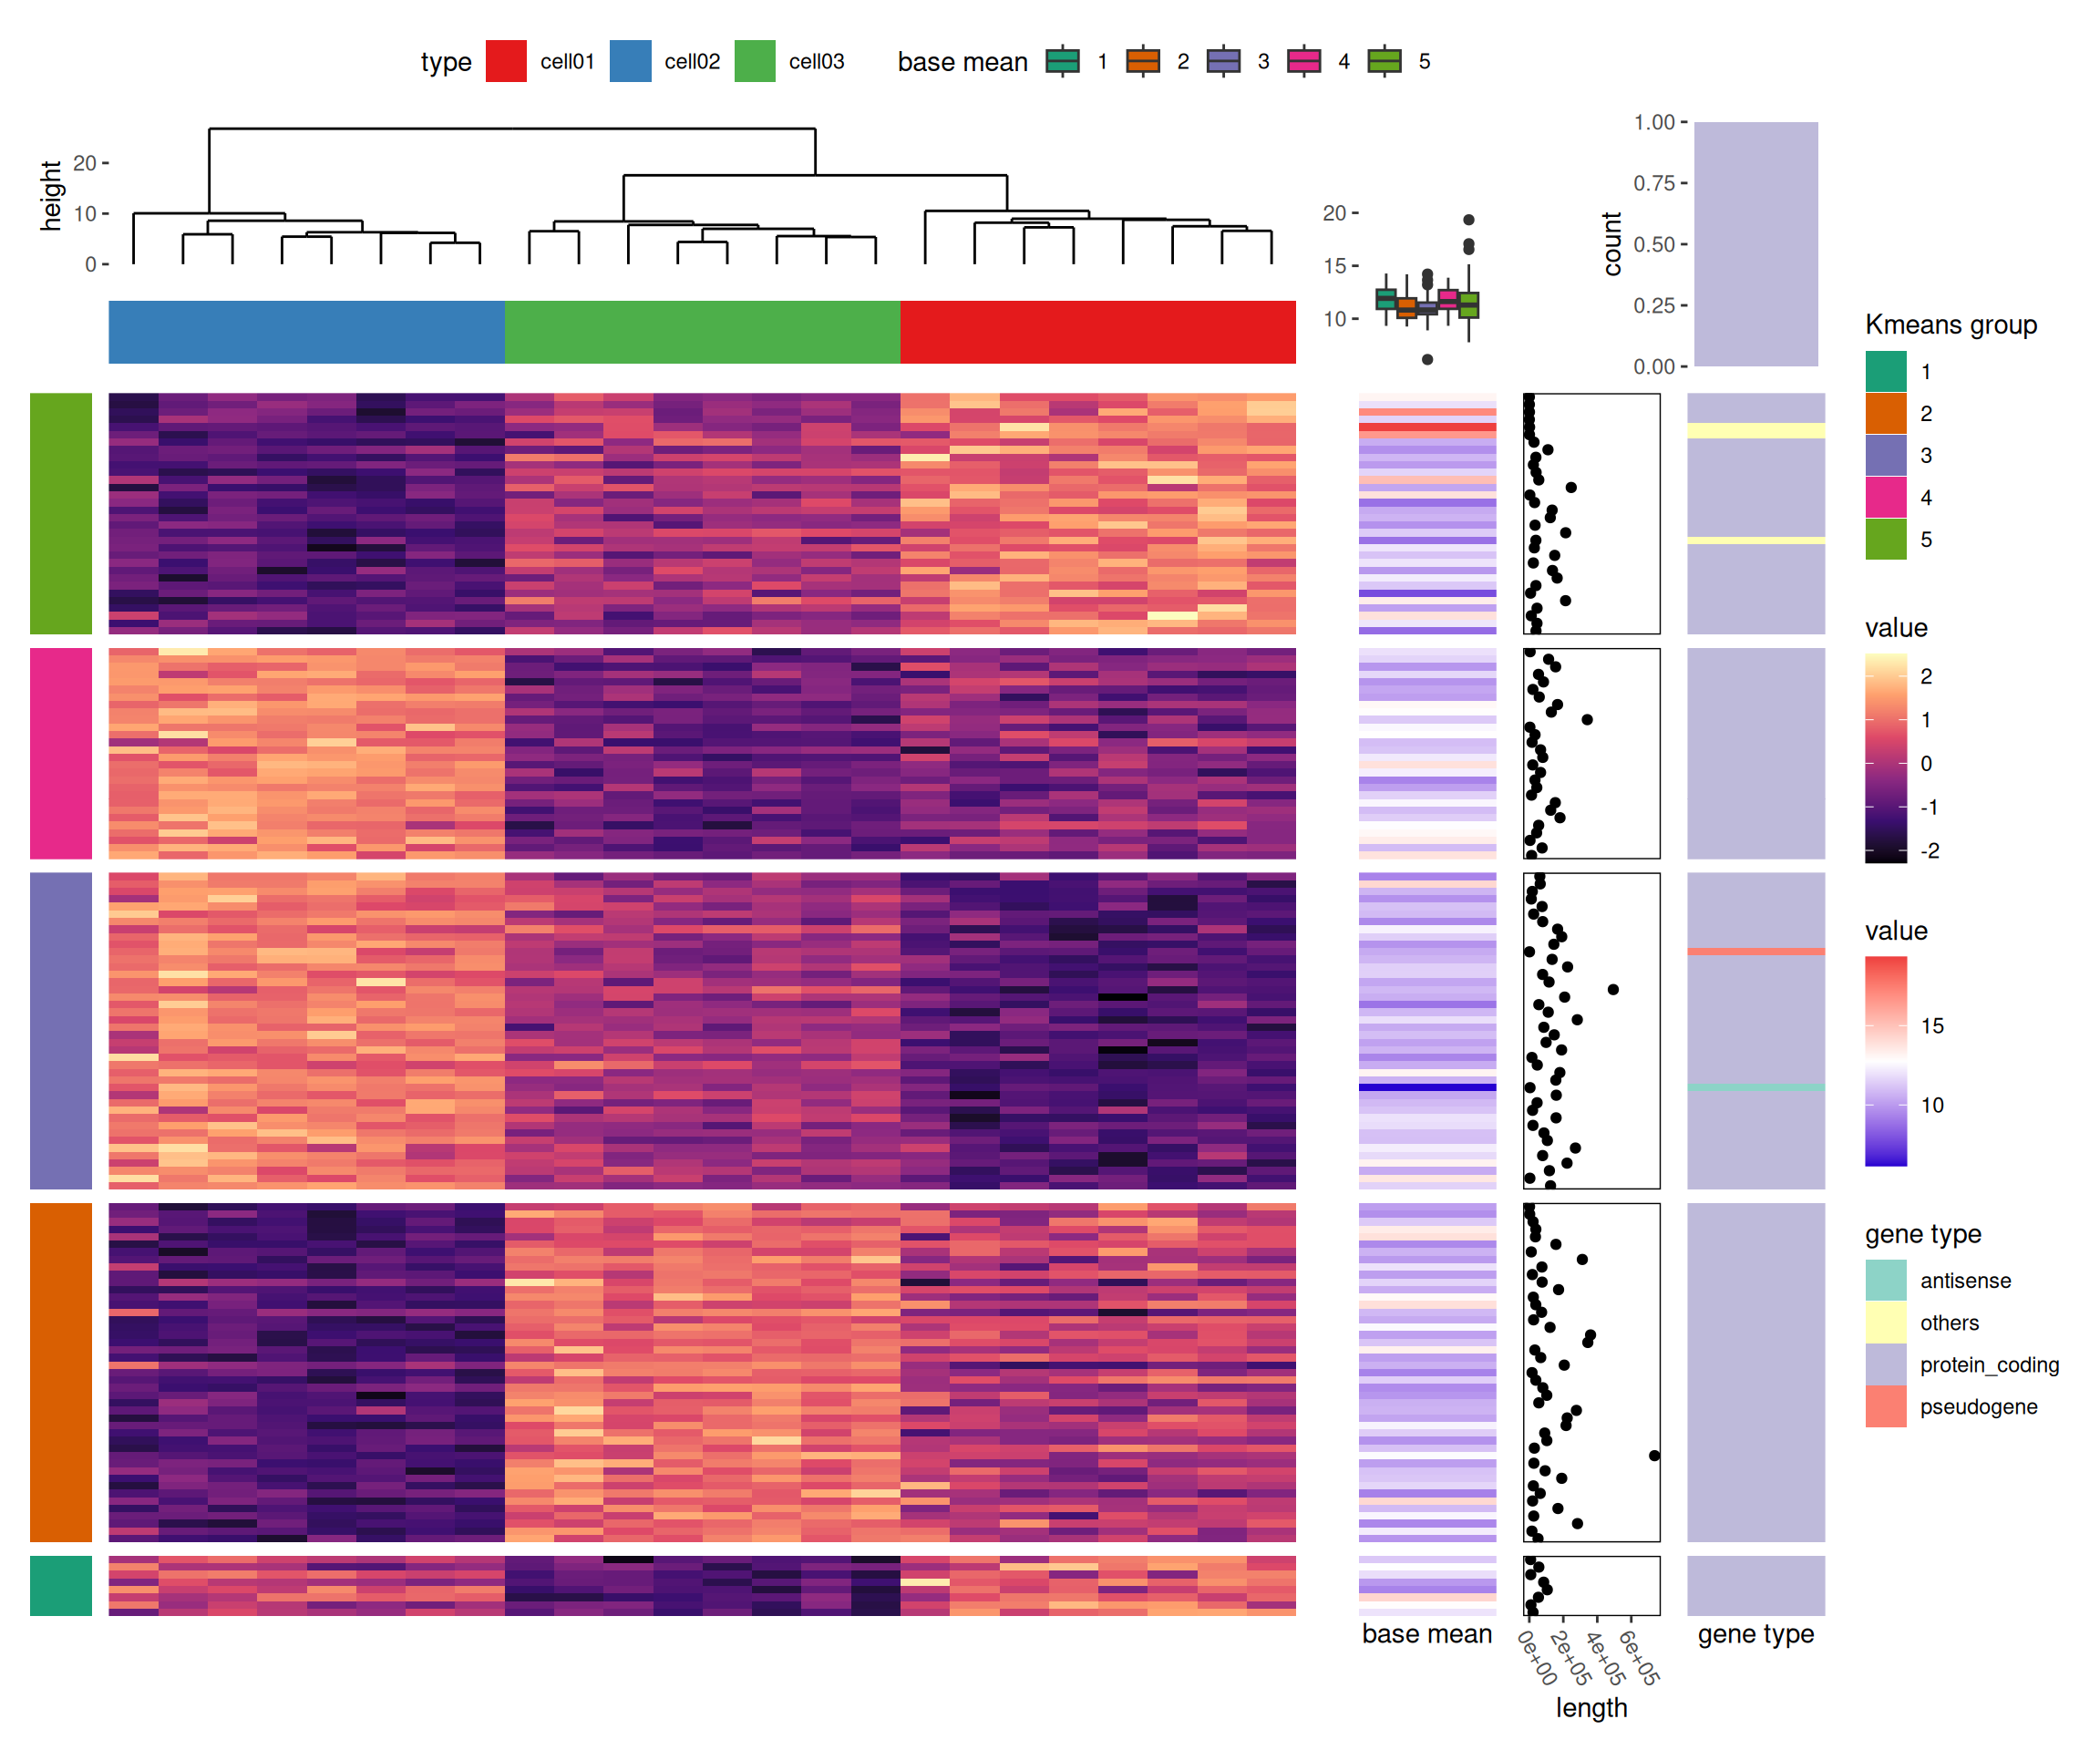 type cell01 cell02 cell03 base mean 1 2 3 4 5
height
20
10
0
20
15
10
count
1.00
0.75
0.50
0.25
0.00
Kmeans group
1
2
3
4
5
value
2
1
0
-1
-2
value
15
10
gene type
antisense
others
protein_coding
pseudogene
base mean
0e+00 2e+05 4e+05 6e+05
length
gene type